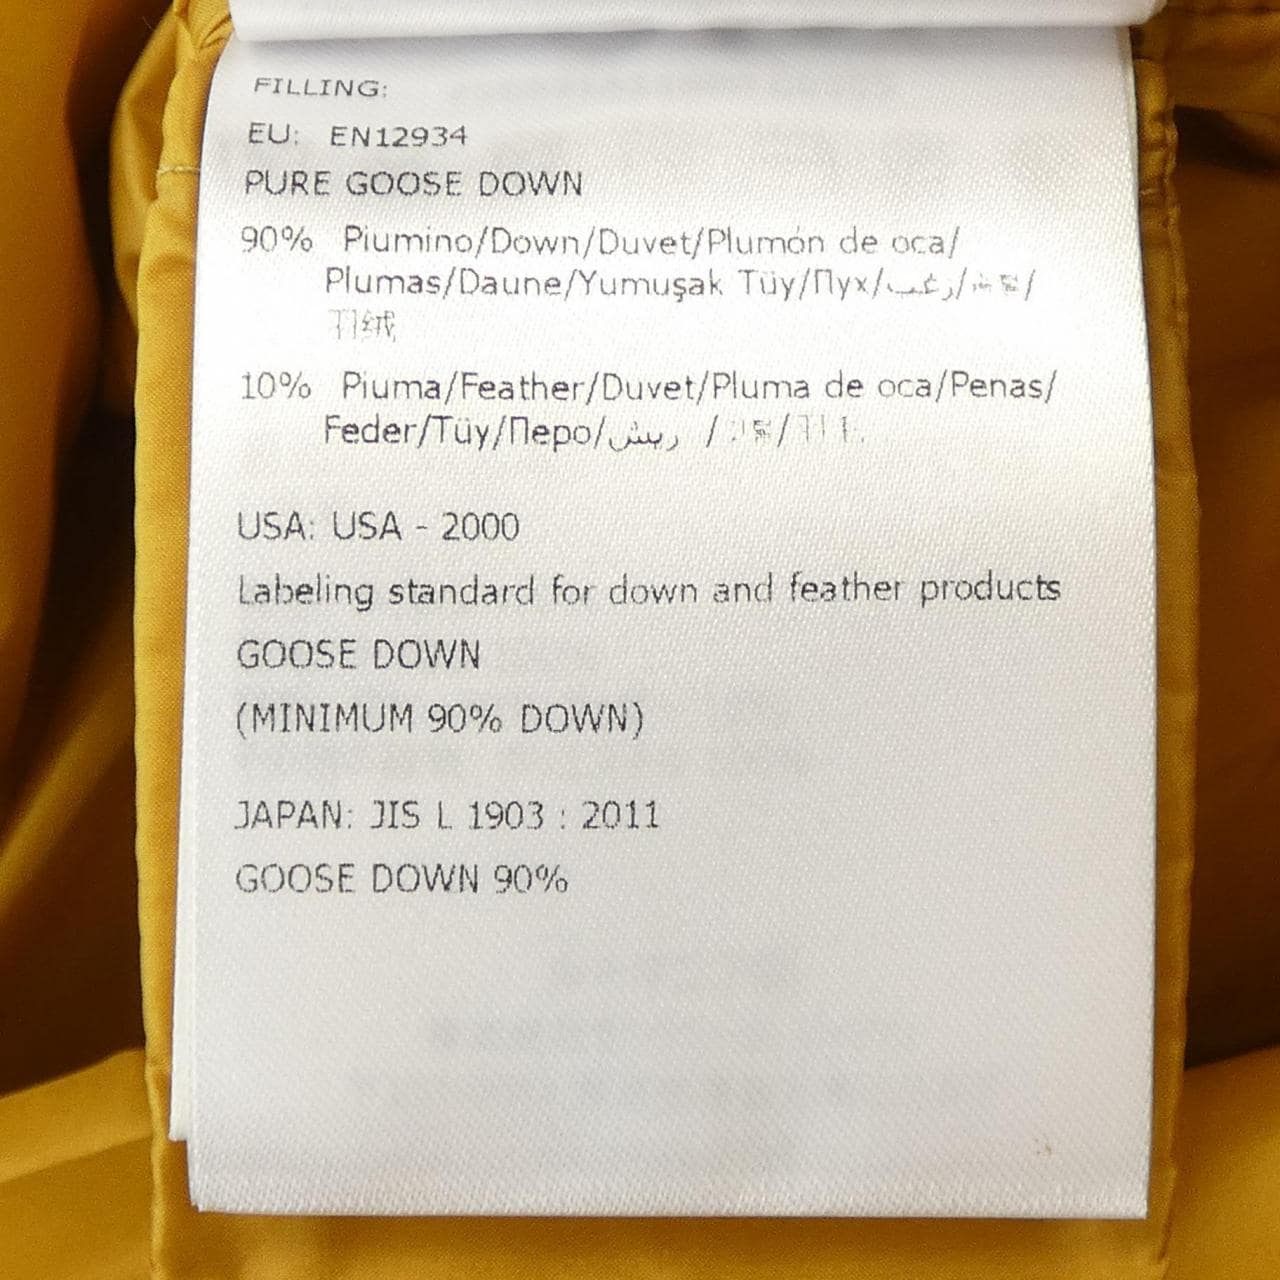 FILLING:
EU: EN12934
PURE GOOSE DOWN
90% Piumino/Down/Duvet/Plumón de oca/
Plumas/Daune/Yumuşak Tüy/Пух/زغب/
羽绒
10% Piuma/Feather/Duvet/Pluma de oca/Penas/
Feder/Tüy/Перо/ريش /
USA: USA - 2000
Labeling standard for down and feather products
GOOSE DOWN
(MINIMUM 90% DOWN)
JAPAN: JIS L 1903 : 2011
GOOSE DOWN 90%